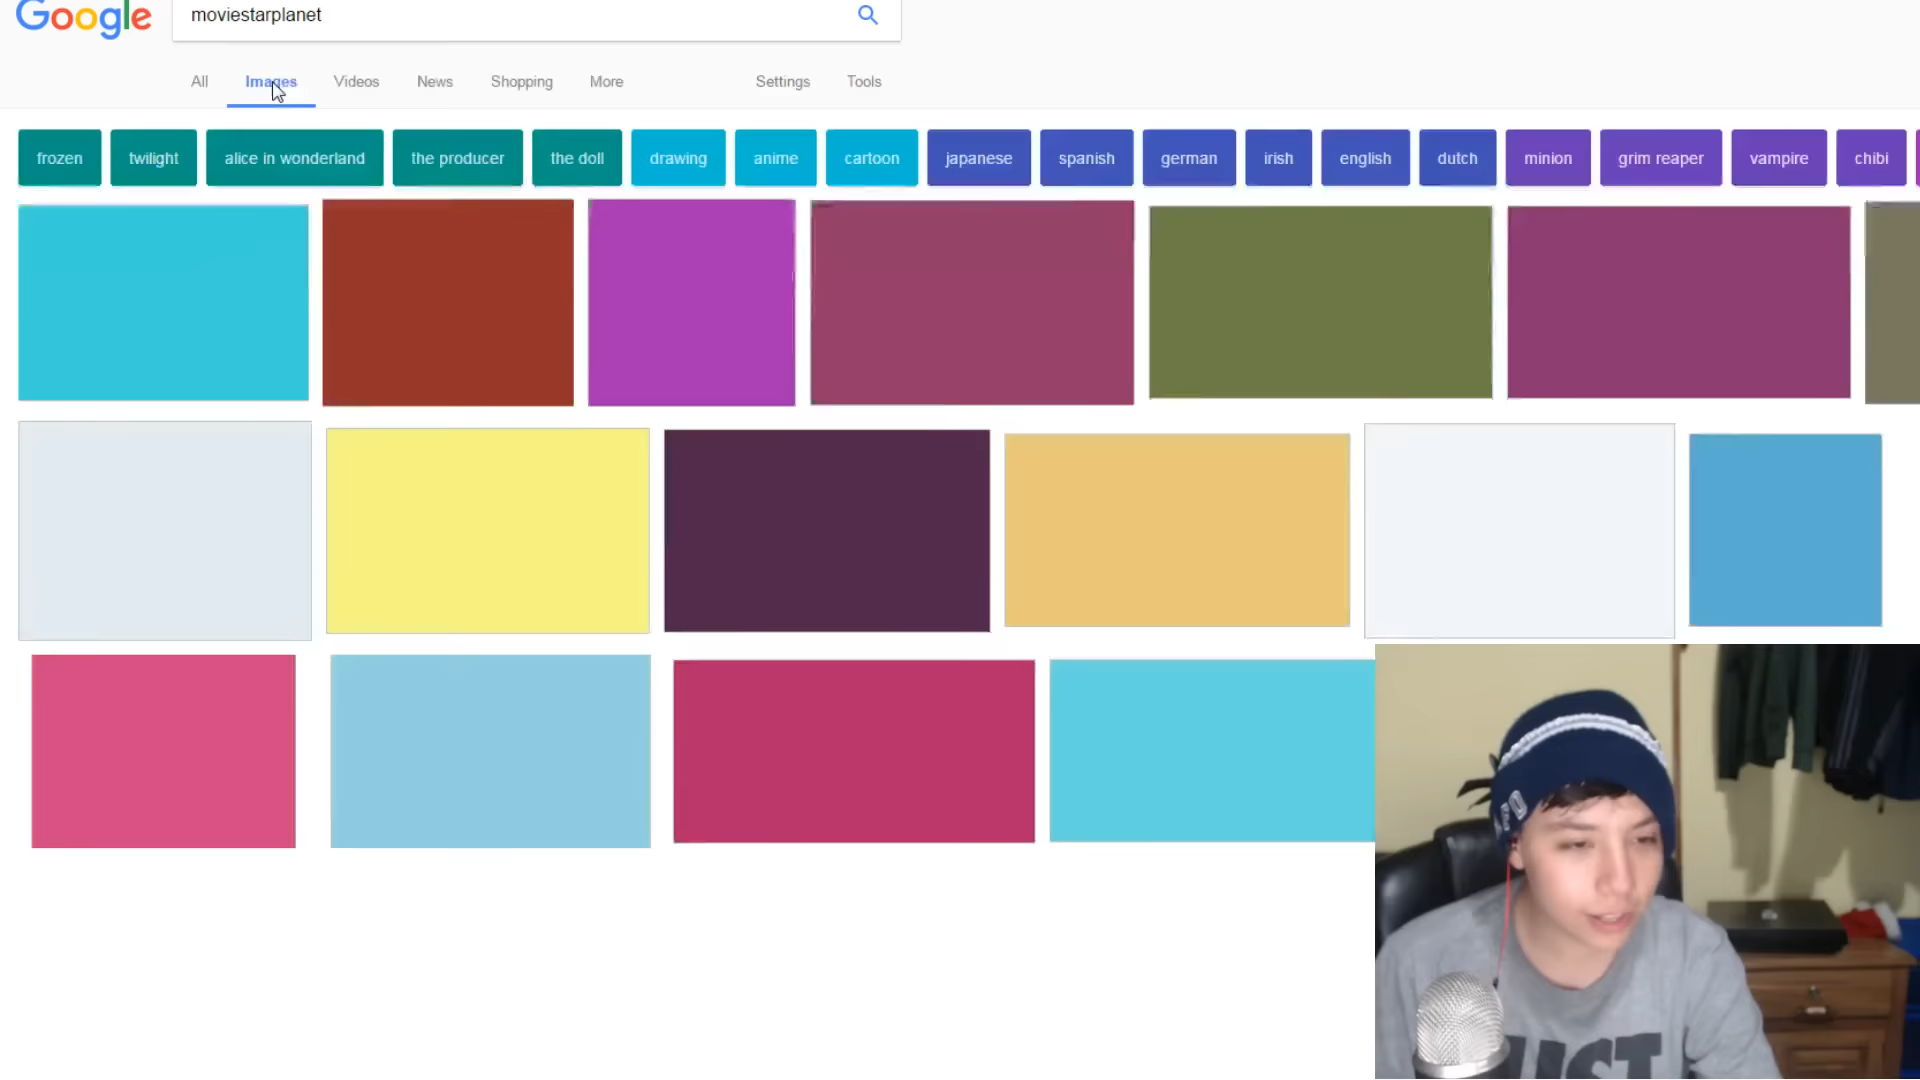 Google
moviestarplanet
All Images Videos News Shopping More Settings Tools
frozen twilight alice in wonderland the producer the doll drawing anime cartoon japanese spanish german irish english dutch minion grim reaper vampire chibi